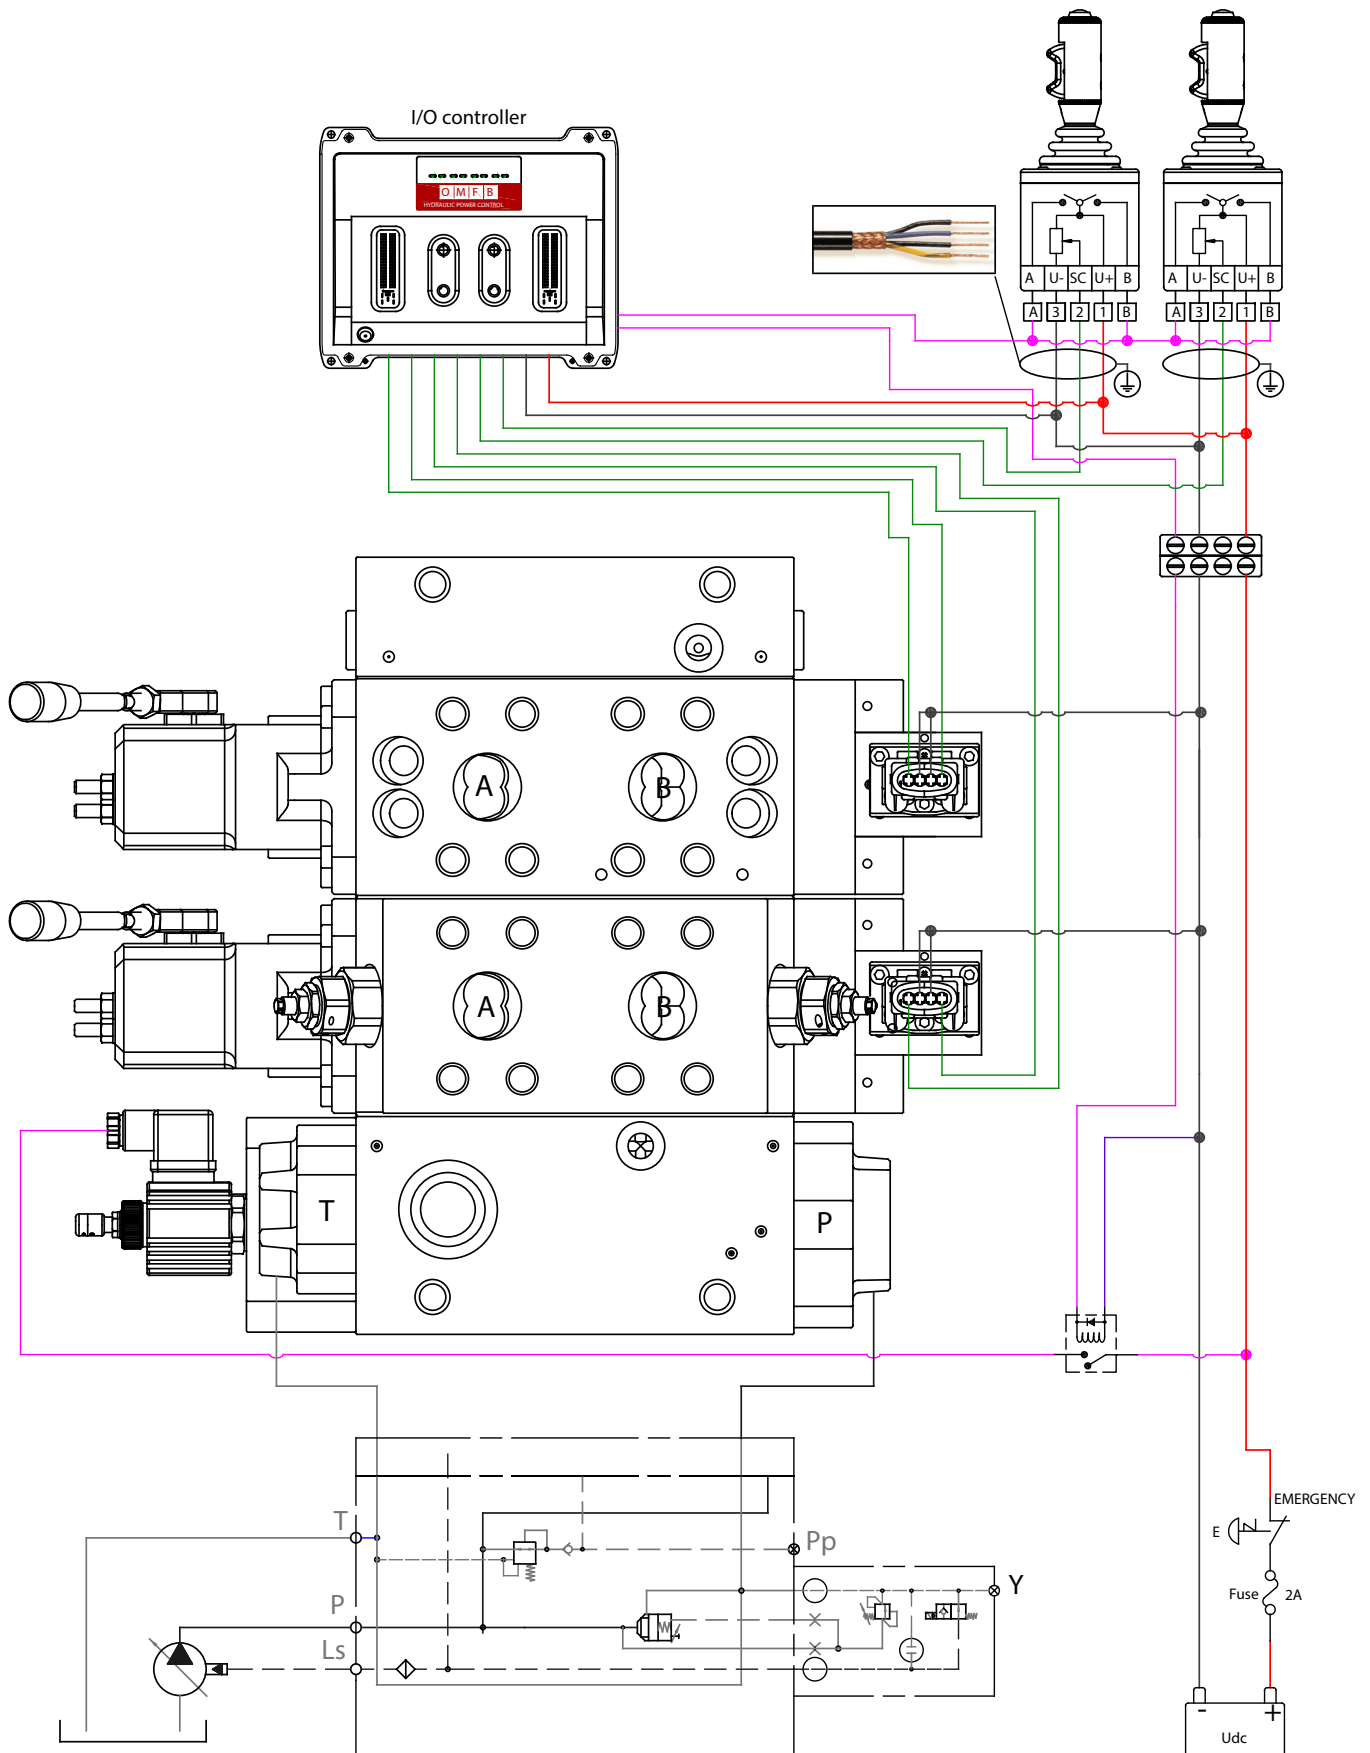 I/O controller
O M F B
HYDRAULIC POWER CONTROL
A U- SC U+ B
A 3 2 1 B
A U- SC U+ B
A 3 2 1 B
A B
A B
T P
EMERGENCY
E
Fuse 2A
T
Pp
P
Y
Ls
- +
Udc